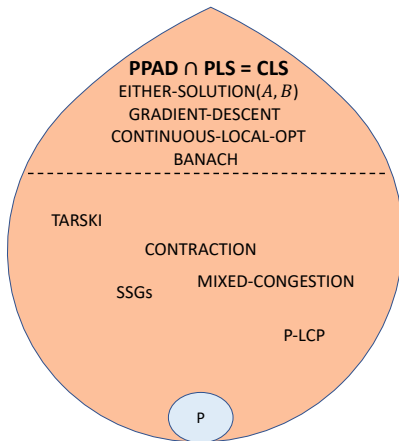 PPAD ∩ PLS = CLS
EITHER-SOLUTION(A, B)
GRADIENT-DESCENT
CONTINUOUS-LOCAL-OPT
BANACH
TARSKI
CONTRACTION
MIXED-CONGESTION
SSGs
P-LCP
P